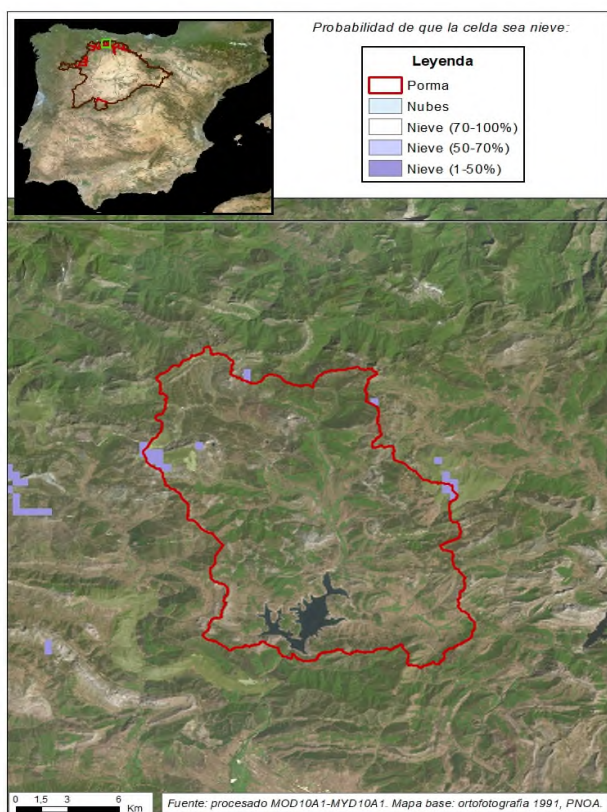 Probabilidad de que la celda sea nieve:
Leyenda
Porma
Nubes
Nieve (70-100%)
Nieve (50-70%)
Nieve (1-50%)
0 1,5 3 6
Km
Fuente: procesado MOD10A1-MYD10A1. Mapa base: ortofotografia 1991, PNOA